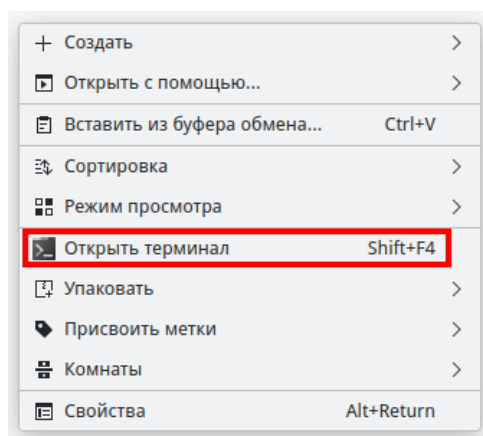 Создать
Открыть с помощью...
Вставить из буфера обмена... Ctrl+V
Сортировка
Режим просмотра
Открыть терминал Shift+F4
Упаковать
Присвоить метки
Комнаты
Свойства Alt+Return